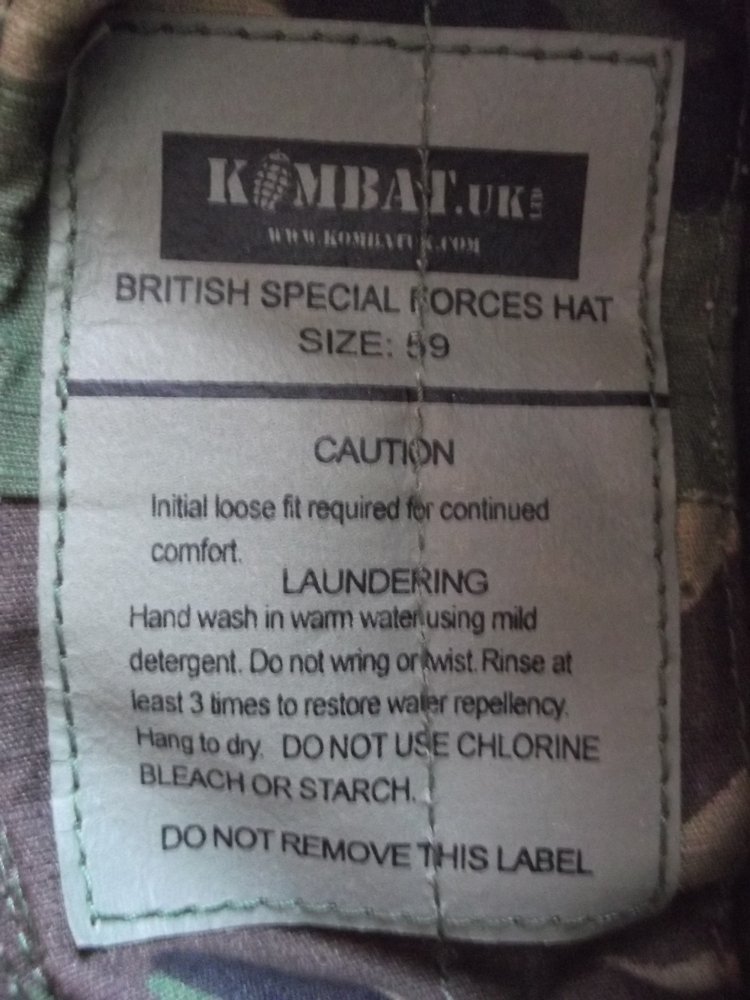 KOMBAT.UK LTD
WWW.KOMBATUK.COM
BRITISH SPECIAL FORCES HAT
SIZE: 59
CAUTION
Initial loose fit required for continued
comfort.
LAUNDERING
Hand wash in warm water using mild
detergent. Do not wring or twist. Rinse at
least 3 times to restore water repellency.
Hang to dry. DO NOT USE CHLORINE
BLEACH OR STARCH.
DO NOT REMOVE THIS LABEL